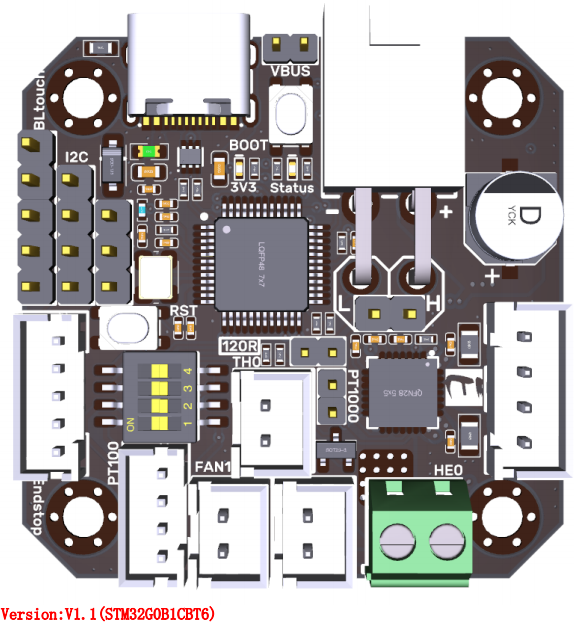 VBUS
BLtouch
BOOT
I2C
3V3
Status
D
YCK
- +
LQFP48 7x7
+
RST
L
H
120R
TH0
PT1000
QFN28 5x5
4
3
2
1
ON
PT100
FAN1
HE0
Endstop
Version:V1.1(STM32G0B1CBT6)